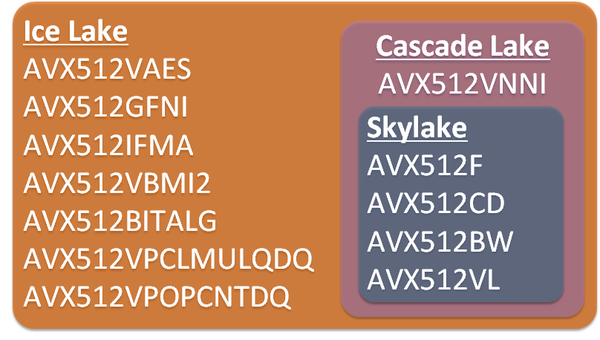 Ice Lake
AVX512VAES
AVX512GFNI
AVX512IFMA
AVX512VBMI2
AVX512BITALG
AVX512VPCLMULQDQ
AVX512VPOPCNTDQ
Cascade Lake
AVX512VNNI
Skylake
AVX512F
AVX512CD
AVX512BW
AVX512VL